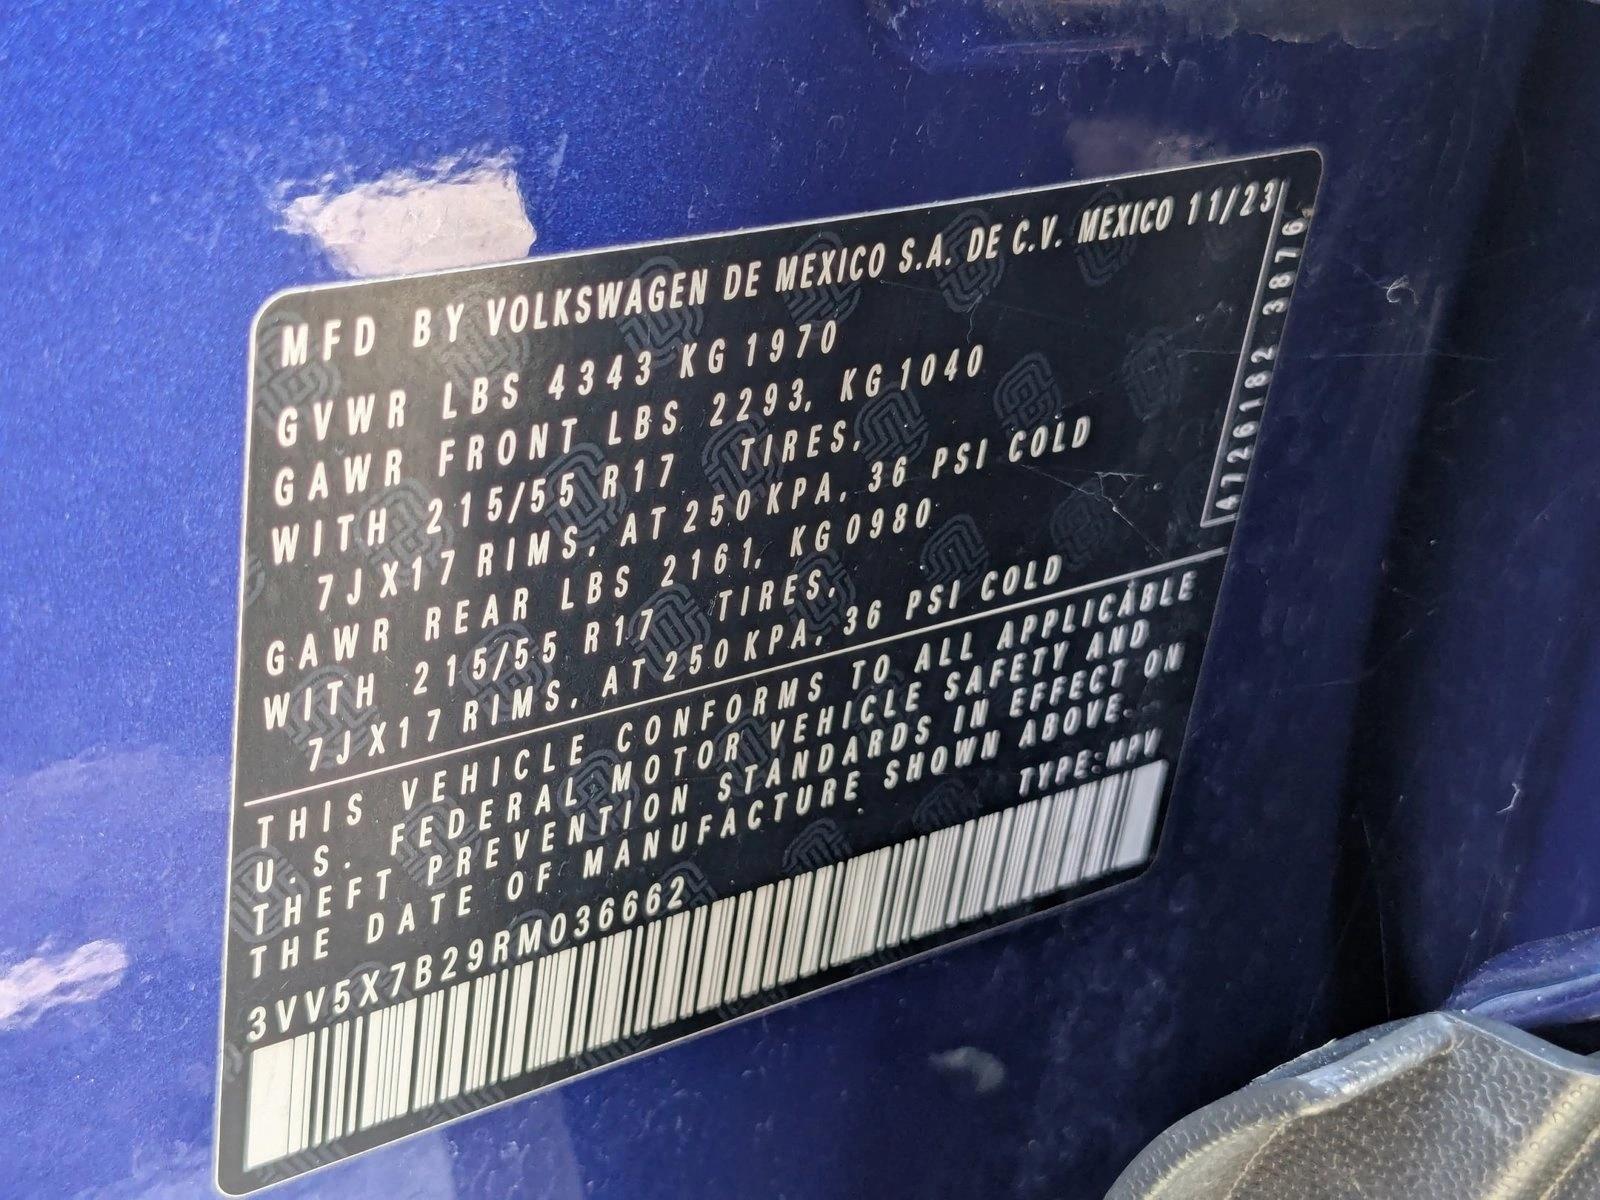 MFD BY VOLKSWAGEN DE MEXICO S.A. DE C.V. MEXICO 11/23
GVWR LBS 4343 KG 1970
GAWR FRONT LBS 2293, KG 1040
WITH 215/55 R17 TIRES,
7JX17 RIMS, AT 250 KPA, 36 PSI COLD
GAWR REAR LBS 2161, KG 0980
WITH 215/55 R17 TIRES,
7JX17 RIMS, AT 250 KPA, 36 PSI COLD
THIS VEHICLE CONFORMS TO ALL APPLICABLE
U.S. FEDERAL MOTOR VEHICLE SAFETY AND
THEFT PREVENTION STANDARDS IN EFFECT ON
THE DATE OF MANUFACTURE SHOWN ABOVE.
TYPE:MPV
3VV5X7B29RM036662
4726182 3876